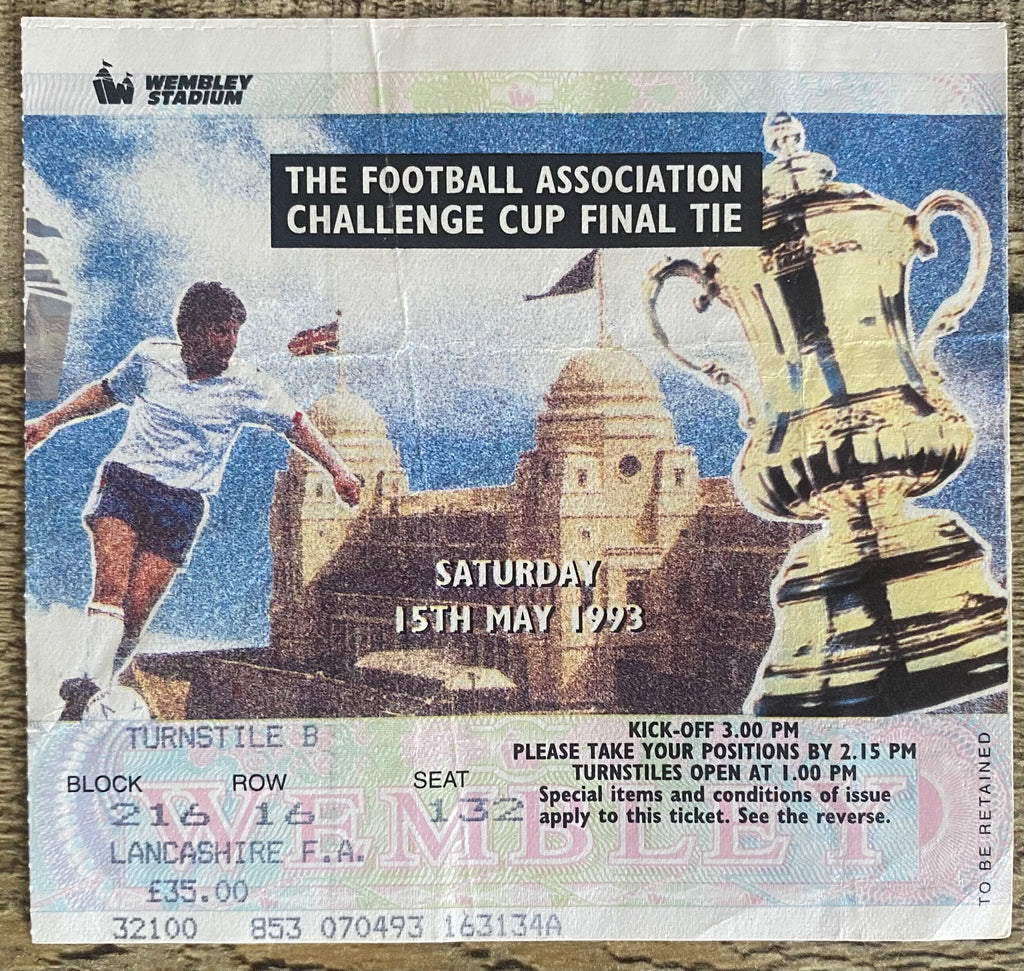 WEMBLEY
STADIUM
THE FOOTBALL ASSOCIATION
CHALLENGE CUP FINAL TIE
SATURDAY
15TH MAY 1993
TURNSTILE B
BLOCK ROW SEAT
216 16 132
LANCASHIRE F.A.
£35.00
32100 853 070493 163134A
KICK-OFF 3.00 PM
PLEASE TAKE YOUR POSITIONS BY 2.15 PM
TURNSTILES OPEN AT 1.00 PM
Special items and conditions of issue
apply to this ticket. See the reverse.
WEMBLEY
TO BE RETAINED